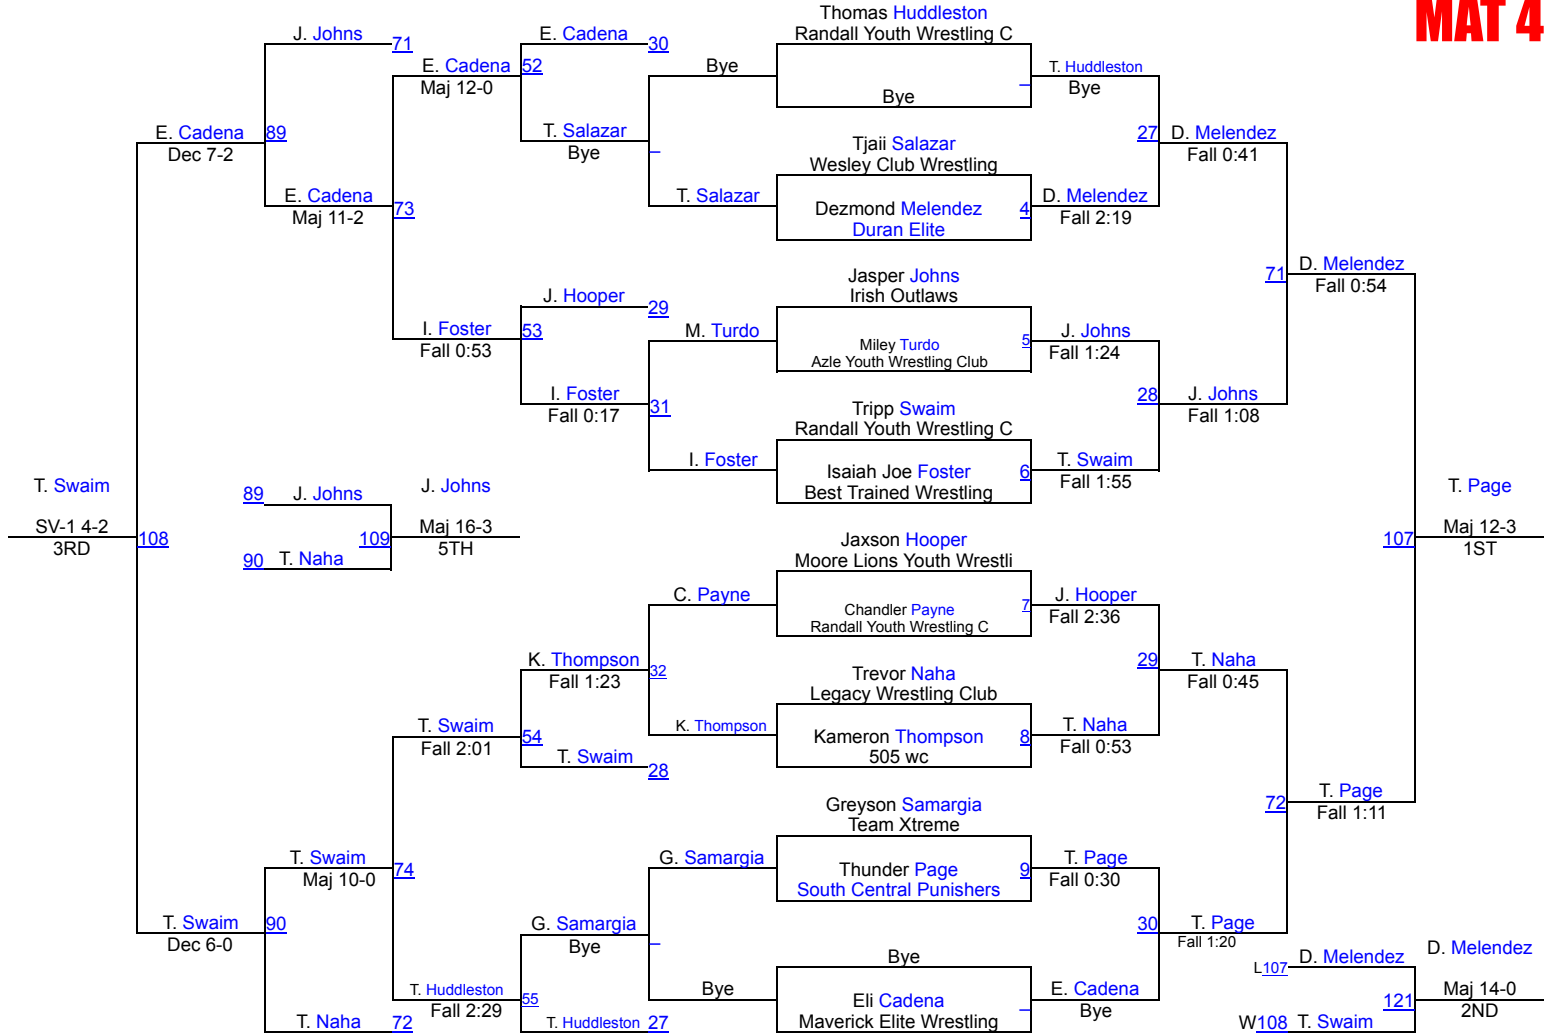 MAT 4
Thomas Huddleston
Randall Youth Wrestling C
Bye
Tjaii Salazar
Wesley Club Wrestling
Dezmond Melendez
4
Duran Elite
Jasper Johns
Irish Outlaws
Miley Turdo
5
Azle Youth Wrestling Club
Tripp Swaim
Randall Youth Wrestling C
Isaiah Joe Foster
6
Best Trained Wrestling
Jaxson Hooper
Moore Lions Youth Wrestli
Chandler Payne
7
Randall Youth Wrestling C
Trevor Naha
Legacy Wrestling Club
Kameron Thompson
8
505 wc
Greyson Samargia
Team Xtreme
Thunder Page
9
South Central Punishers
Bye
Eli Cadena
Maverick Elite Wrestling
T. Huddleston
Bye
D. Melendez
Fall 2:19
J. Johns
Fall 1:24
T. Swaim
Fall 1:55
J. Hooper
Fall 2:36
T. Naha
Fall 0:53
T. Page
Fall 0:30
E. Cadena
Bye
27
D. Melendez
Fall 0:41
28
J. Johns
Fall 1:08
29
T. Naha
Fall 0:45
30
T. Page
Fall 1:20
71
D. Melendez
Fall 0:54
72
T. Page
Fall 1:11
T. Page
107
Maj 12-3
1ST
L107
D. Melendez
D. Melendez
121
Maj 14-0
2ND
W108
T. Swaim
Bye
T. Salazar
M. Turdo
I. Foster
C. Payne
K. Thompson
G. Samargia
Bye
E. Cadena
30
T. Salazar
Bye
J. Hooper
29
I. Foster
Fall 0:17
31
K. Thompson
Fall 1:23
32
T. Swaim
28
G. Samargia
Bye
T. Huddleston
27
E. Cadena
52
Maj 12-0
I. Foster
53
Fall 0:53
T. Swaim
54
Fall 2:01
T. Huddleston
55
Fall 2:29
J. Johns
71
E. Cadena
73
Maj 11-2
T. Swaim
74
Maj 10-0
T. Naha
72
E. Cadena
89
Dec 7-2
T. Swaim
90
Dec 6-0
T. Swaim
SV-1 4-2
108
3RD
89
J. Johns
J. Johns
109
Maj 16-3
5TH
90
T. Naha